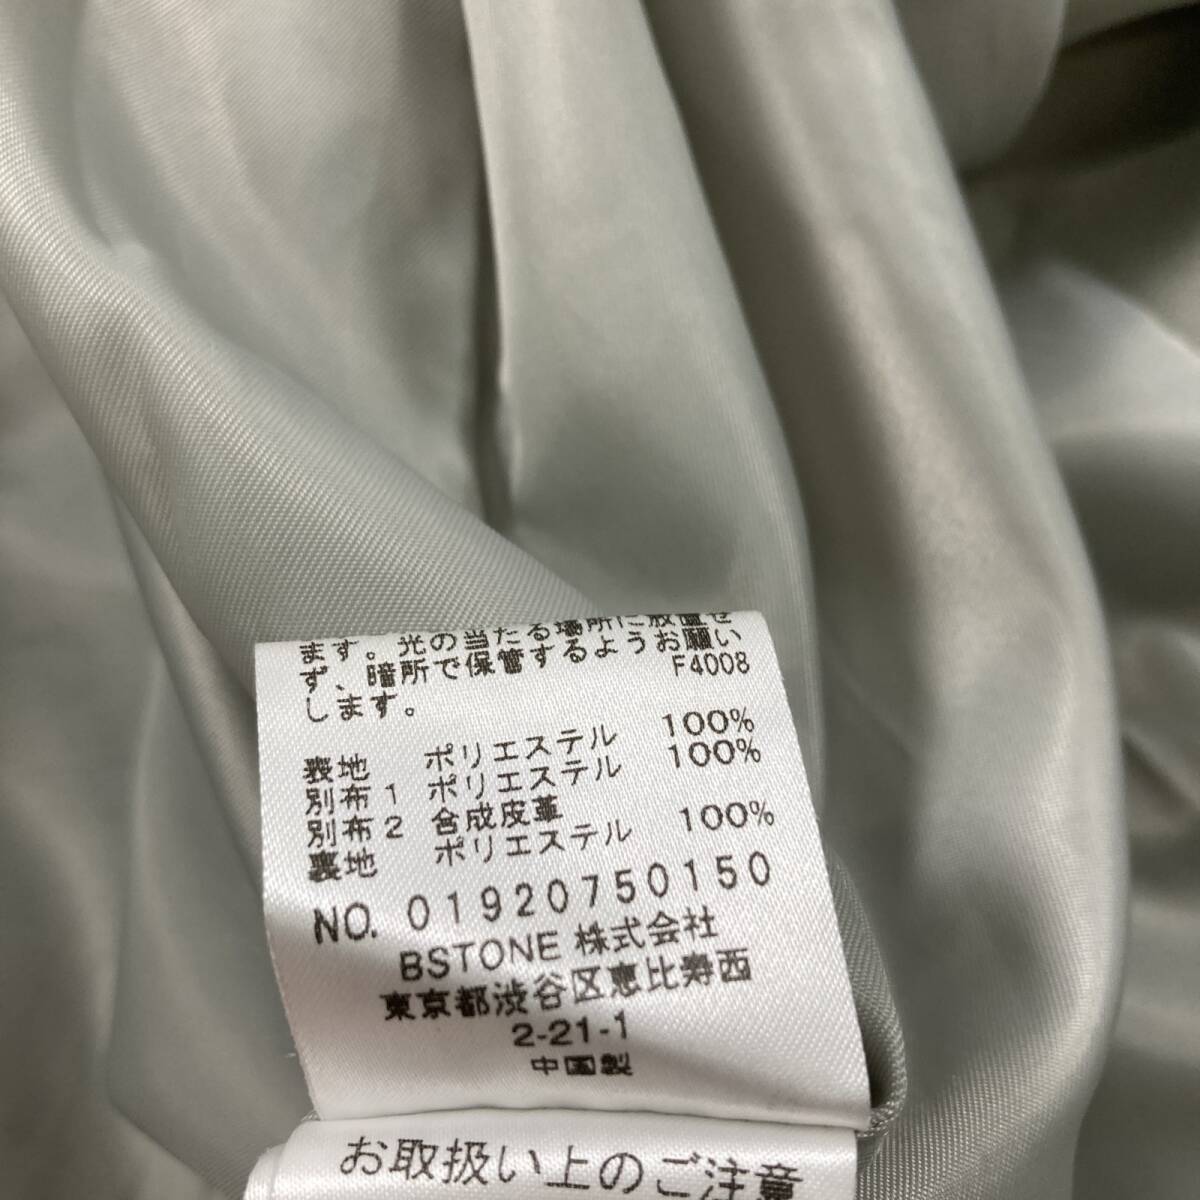 ます。光の当たる場所に放置せ
ず、暗所で保管するようお願い
します。 F4008
表地 ポリエステル 100%
別布1 ポリエステル 100%
別布2 合成皮革
裏地 ポリエステル 100%
NO. 01920750150
BSTONE 株式会社
東京都渋谷区恵比寿西
2-21-1
中国製
お取扱い上のご注意